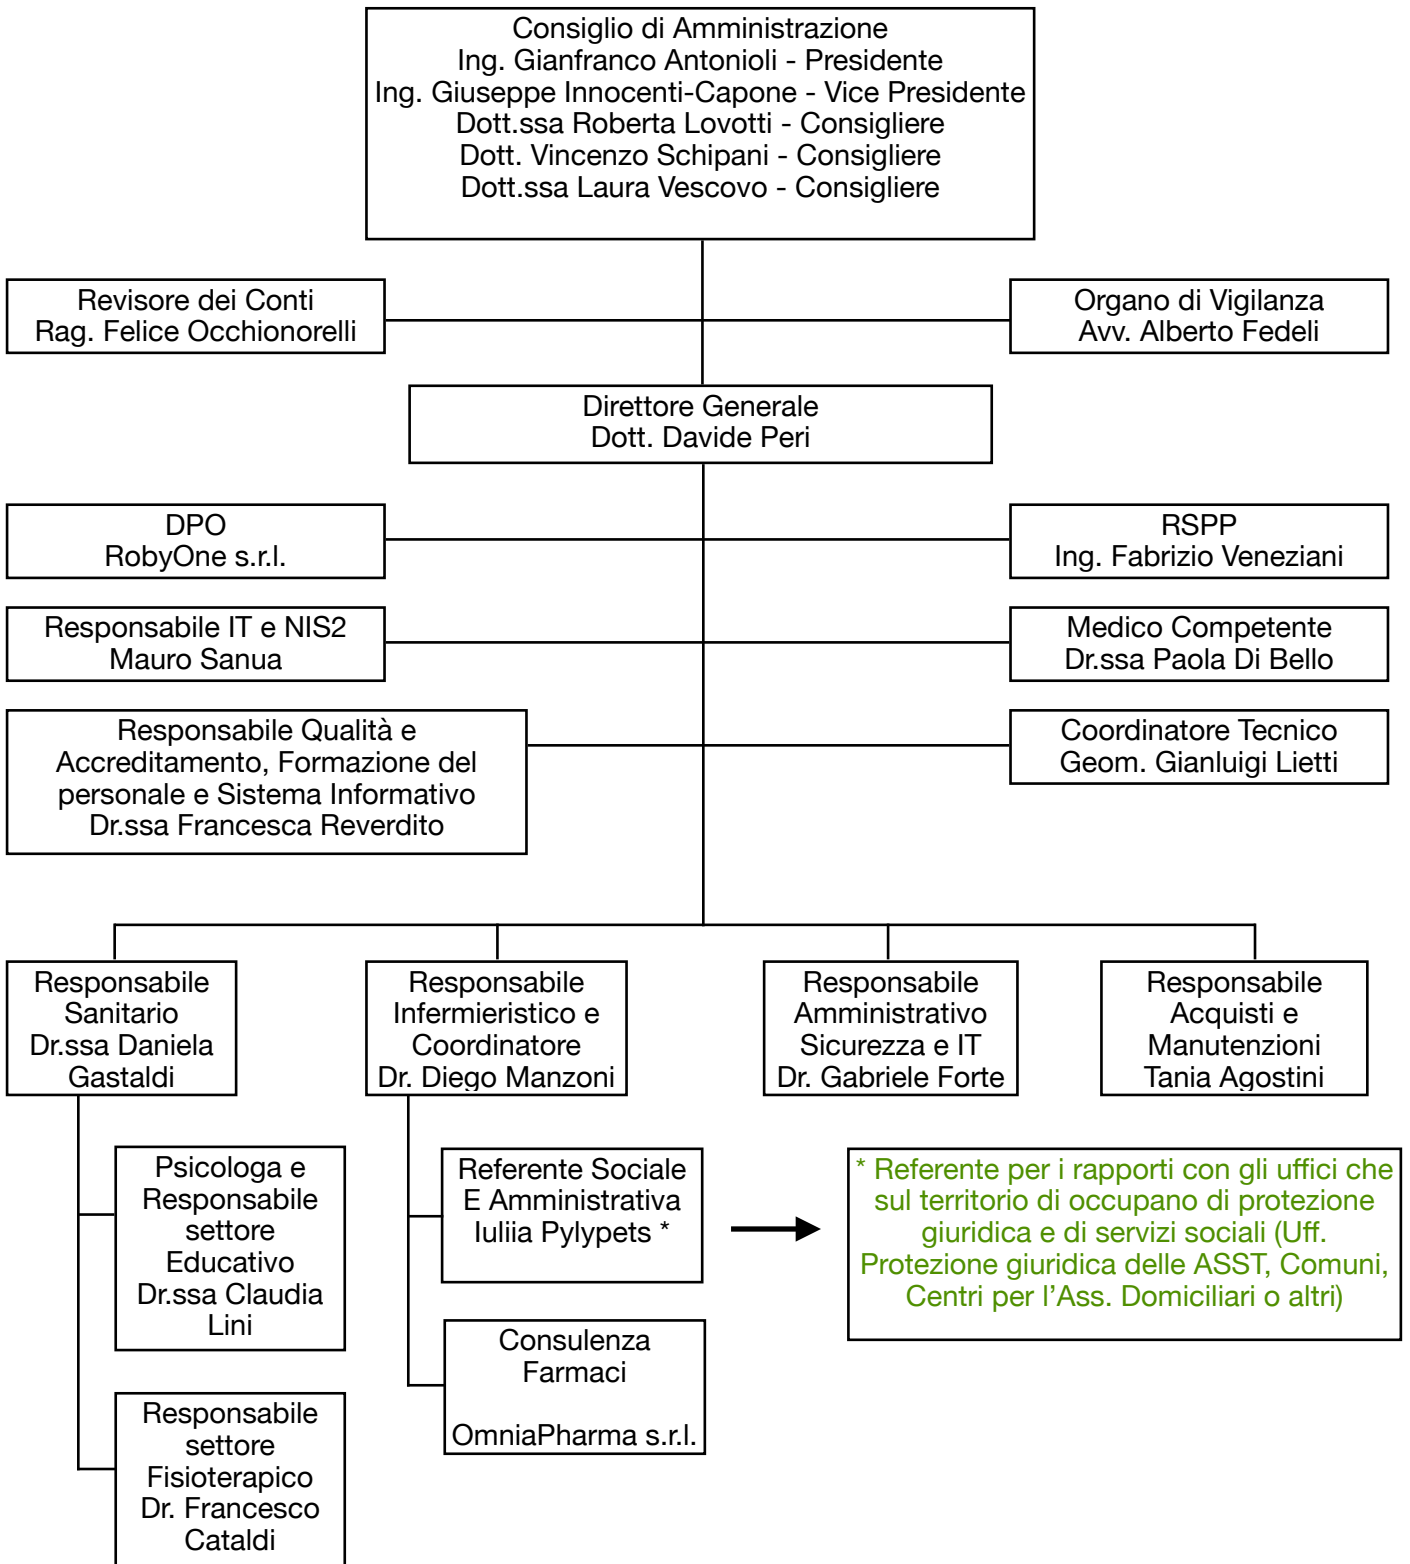 Consiglio di Amministrazione
Ing. Gianfranco Antonioli - Presidente
Ing. Giuseppe Innocenti-Capone - Vice Presidente
Dott.ssa Roberta Lovotti - Consigliere
Dott. Vincenzo Schipani - Consigliere
Dott.ssa Laura Vescovo - Consigliere
Revisore dei Conti
Rag. Felice Occhionorelli
Organo di Vigilanza
Avv. Alberto Fedeli
Direttore Generale
Dott. Davide Peri
DPO
RobyOne s.r.l.
RSPP
Ing. Fabrizio Veneziani
Responsabile IT e NIS2
Mauro Sanua
Medico Competente
Dr.ssa Paola Di Bello
Responsabile Qualità e
Accreditamento, Formazione del
personale e Sistema Informativo
Dr.ssa Francesca Reverdito
Coordinatore Tecnico
Geom. Gianluigi Lietti
Responsabile
Sanitario
Dr.ssa Daniela
Gastaldi
Responsabile
Infermieristico e
Coordinatore
Dr. Diego Manzoni
Responsabile
Amministrativo
Sicurezza e IT
Dr. Gabriele Forte
Responsabile
Acquisti e
Manutenzioni
Tania Agostini
Psicologa e
Responsabile
settore
Educativo
Dr.ssa Claudia
Lini
Referente Sociale
E Amministrativa
Iuliia Pylypets *
* Referente per i rapporti con gli uffici che
sul territorio di occupano di protezione
giuridica e di servizi sociali (Uff.
Protezione giuridica delle ASST, Comuni,
Centri per l'Ass. Domiciliari o altri)
Consulenza
Farmaci
OmniaPharma s.r.l.
Responsabile
settore
Fisioterapico
Dr. Francesco
Cataldi